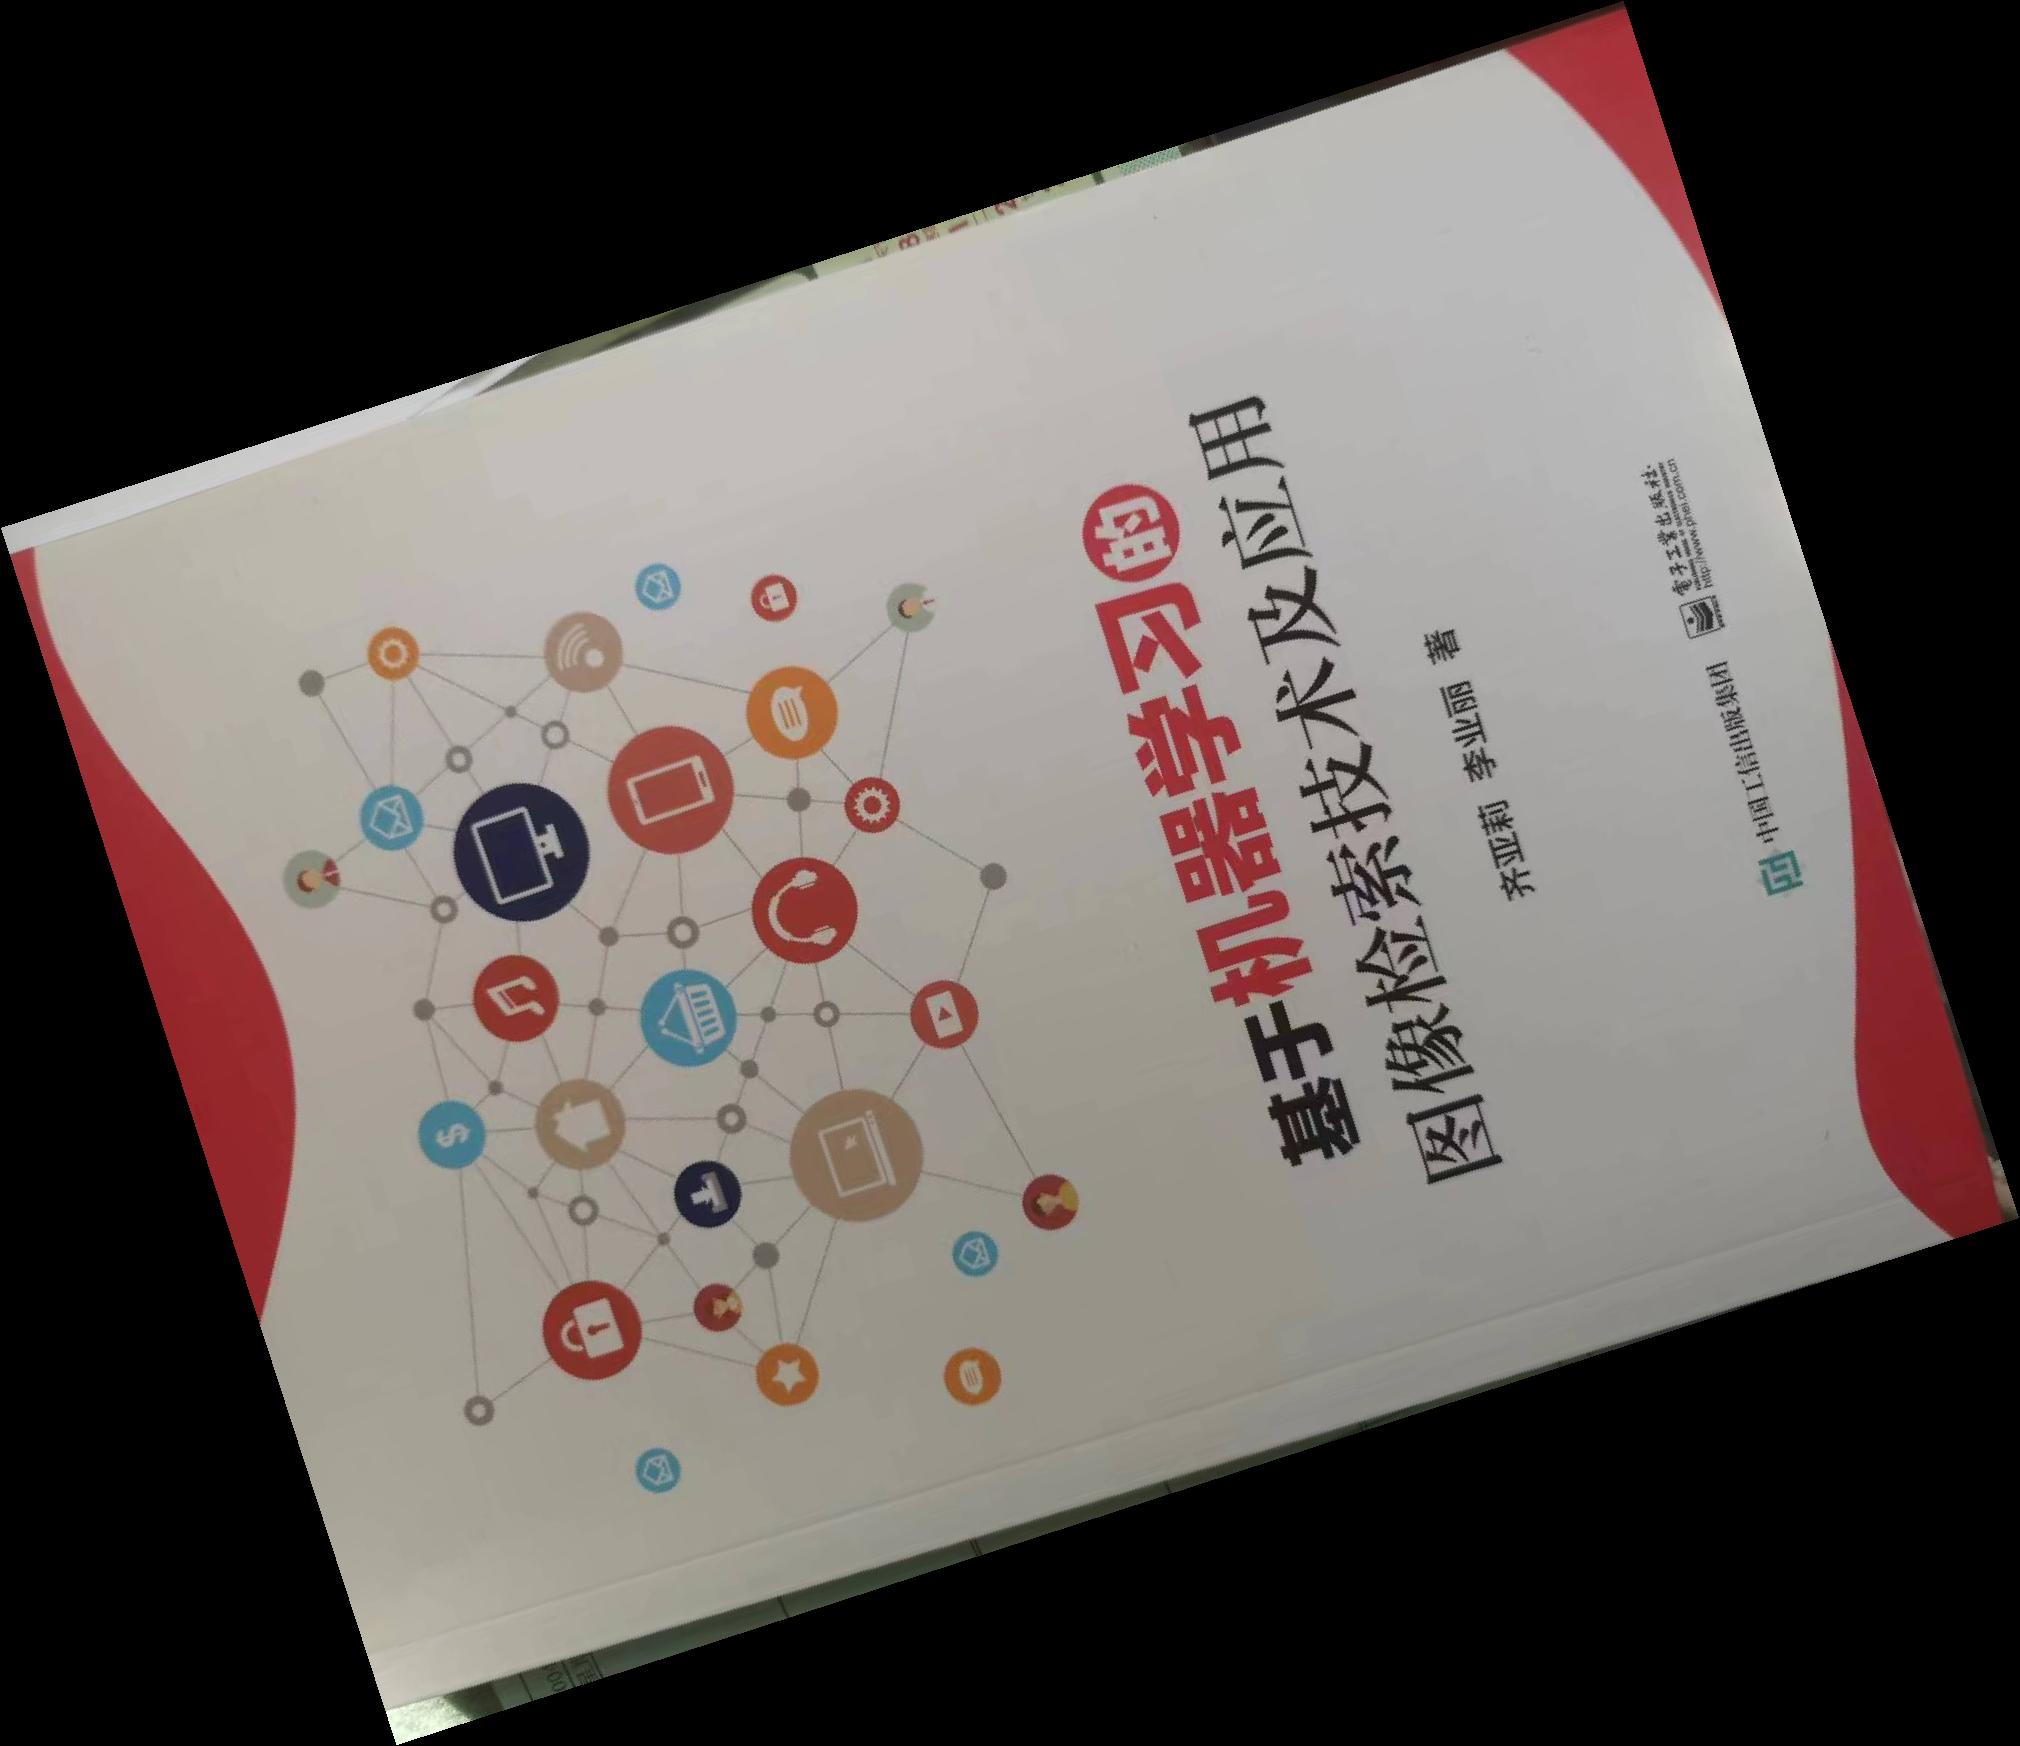 基于机器学习的
图像检索技术及应用
齐亚莉 李业丽 著
中国工信出版集团
电子工业出版社
http://www.phei.com.cn